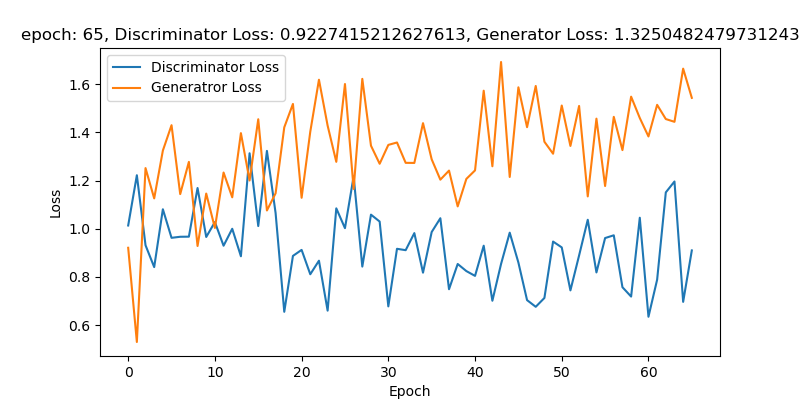 epoch: 65, Discriminator Loss: 0.9227415212627613, Generator Loss: 1.3250482479731243
Discriminator Loss
Generatror Loss
1.6
1.4
1.2
1.0
0.8
0.6
Loss
0 10 20 30 40 50 60
Epoch